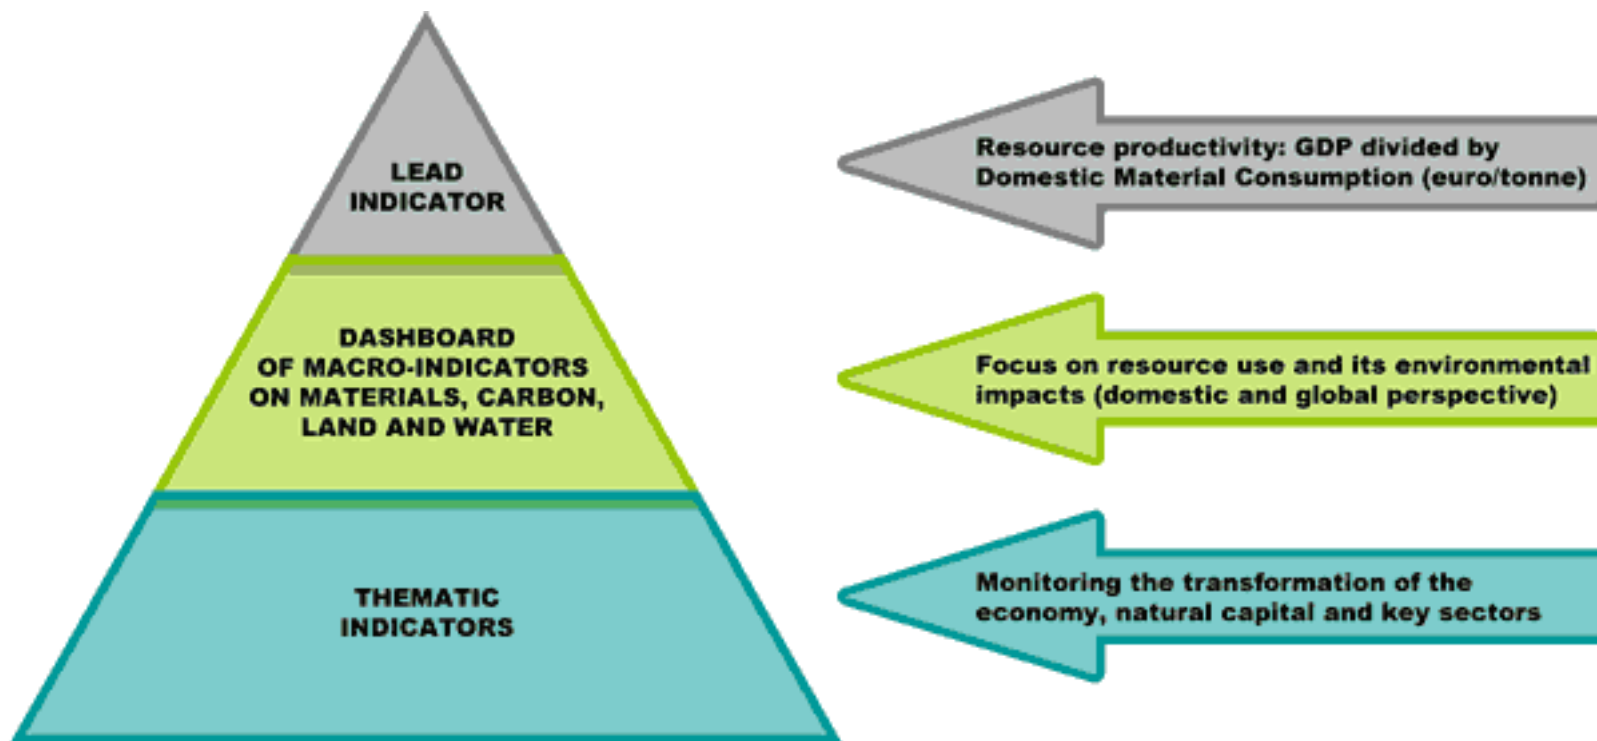 LEAD
INDICATOR
Resource productivity: GDP divided by
Domestic Material Consumption (euro/tonne)
DASHBOARD
OF MACRO-INDICATORS
ON MATERIALS, CARBON,
LAND AND WATER
Focus on resource use and its environmental
impacts (domestic and global perspective)
THEMATIC
INDICATORS
Monitoring the transformation of the
economy, natural capital and key sectors